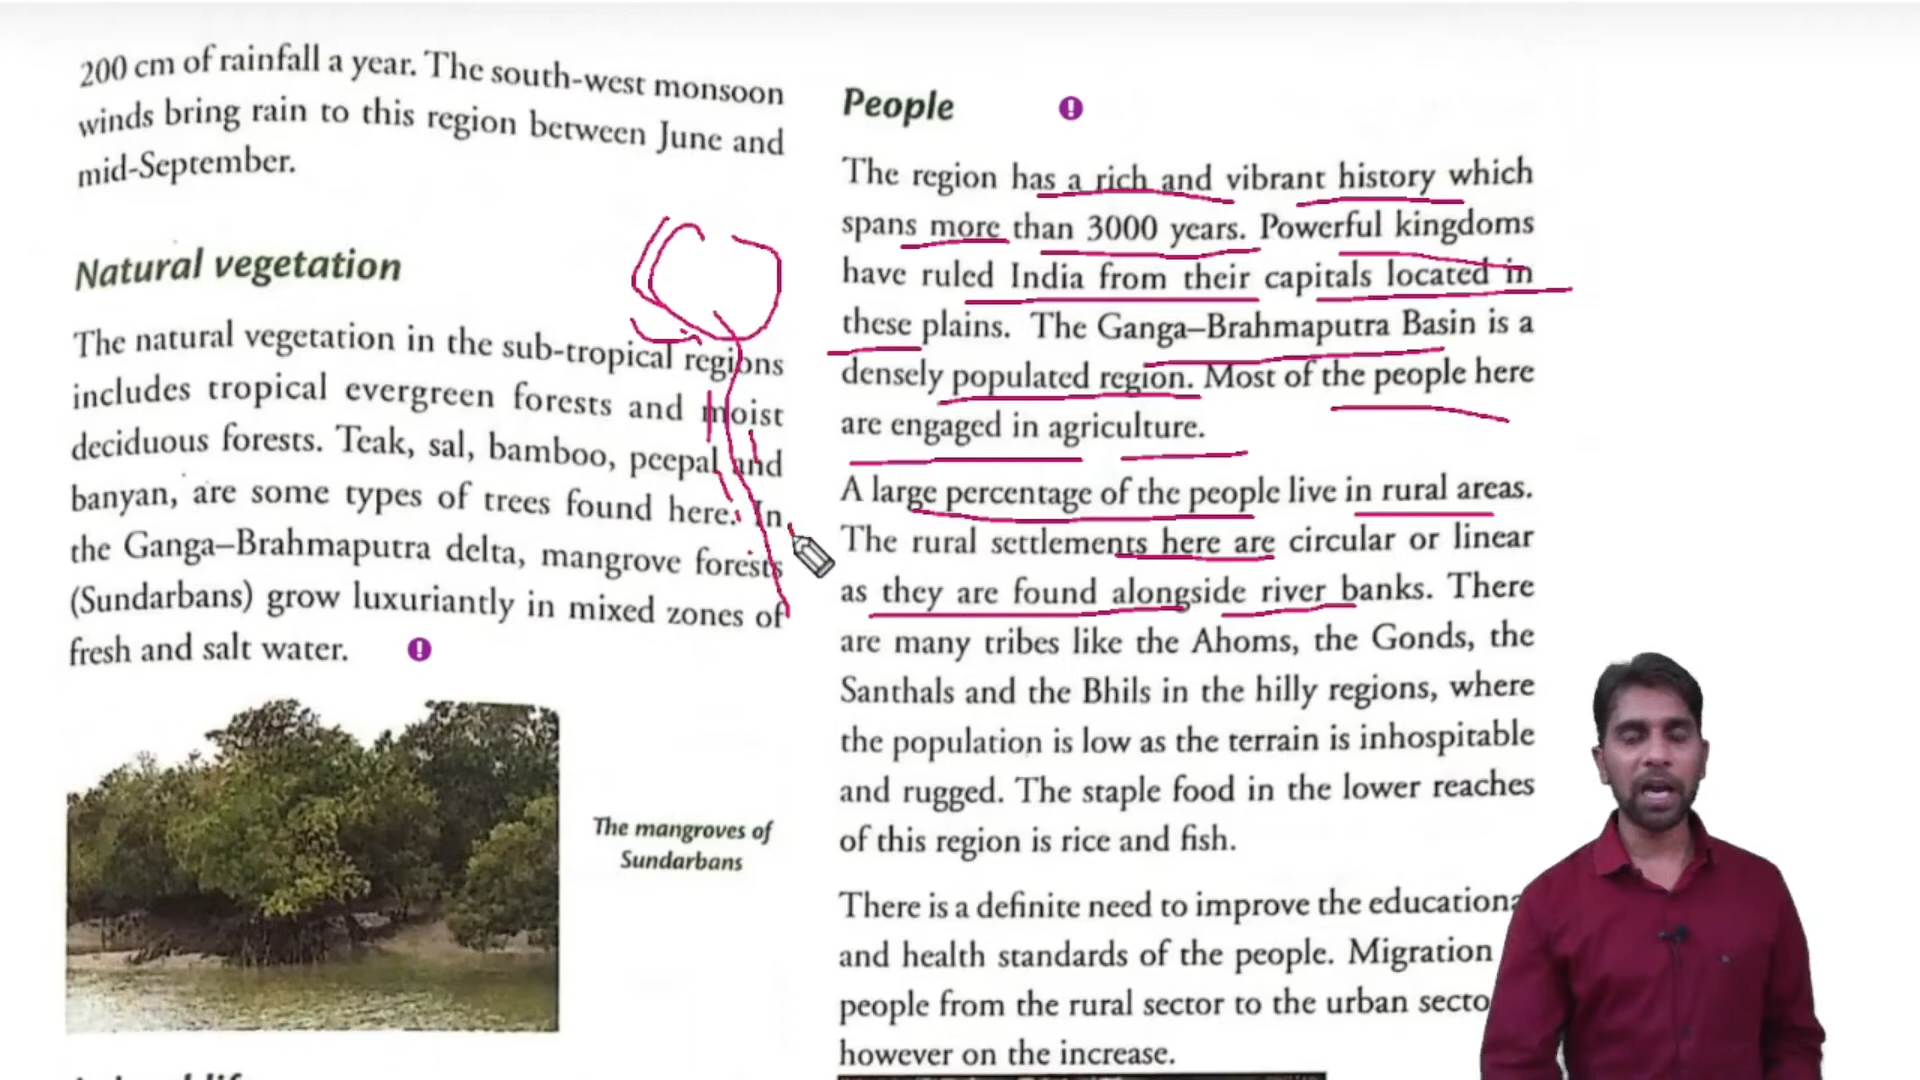 200 cm of rainfall a year. The south-west monsoon
winds bring rain to this region between June and
mid-September.
Natural vegetation
The natural vegetation in the sub-tropical regions
includes tropical evergreen forests and moist
deciduous forests. Teak, sal, bamboo, peepal and
banyan, are some types of trees found here. In
the Ganga–Brahmaputra delta, mangrove forests
(Sundarbans) grow luxuriantly in mixed zones of
fresh and salt water.
The mangroves of
Sundarbans
People
The region has a rich and vibrant history which
spans more than 3000 years. Powerful kingdoms
have ruled India from their capitals located in
these plains. The Ganga–Brahmaputra Basin is a
densely populated region. Most of the people here
are engaged in agriculture.
A large percentage of the people live in rural areas.
The rural settlements here are circular or linear
as they are found alongside river banks. There
are many tribes like the Ahoms, the Gonds, the
Santhals and the Bhils in the hilly regions, where
the population is low as the terrain is inhospitable
and rugged. The staple food in the lower reaches
of this region is rice and fish.
There is a definite need to improve the educationa
and health standards of the people. Migration
people from the rural sector to the urban secto
however on the increase.